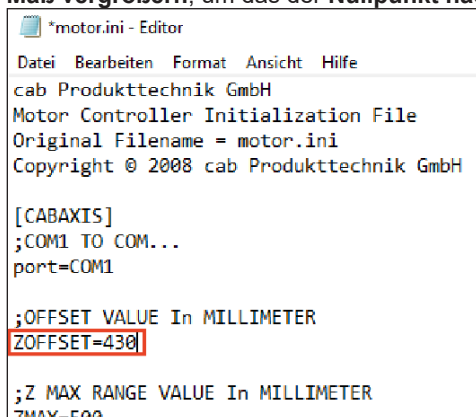 Maß vergrößern, um das der Nullpunkt
*motor.ini - Editor
Datei Bearbeiten Format Ansicht Hilfe
cab Produkttechnik GmbH
Motor Controller Initialization File
Original Filename = motor.ini
Copyright © 2008 cab Produkttechnik GmbH
[CABAXIS]
;COM1 TO COM...
port=COM1
;OFFSET VALUE In MILLIMETER
ZOFFSET=430
;Z MAX RANGE VALUE In MILLIMETER
ZMAX=500